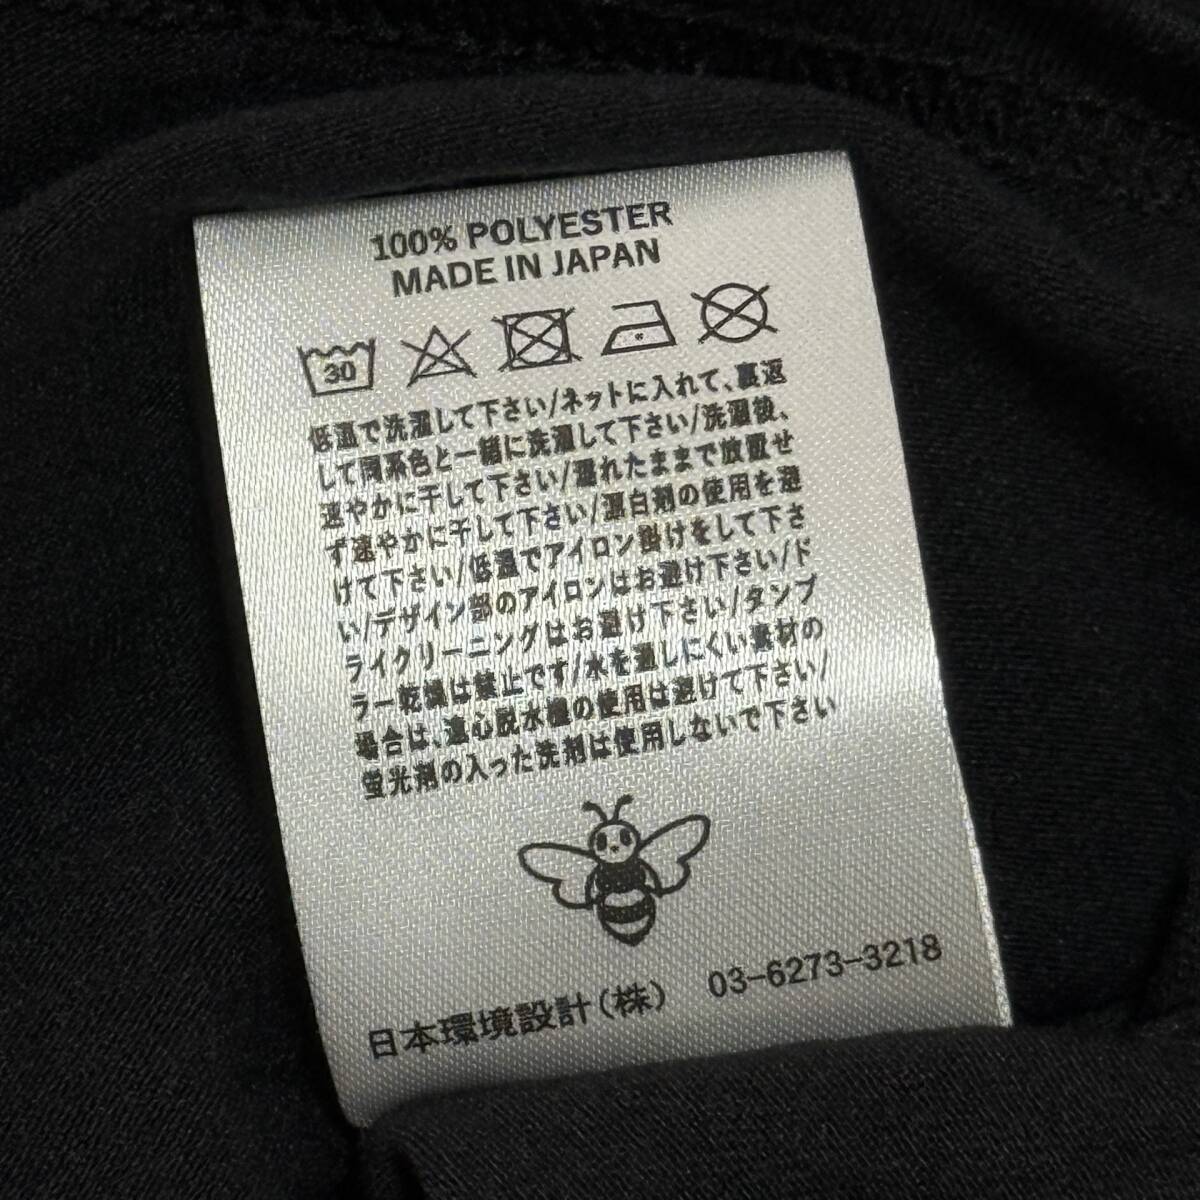 100% POLYESTER
MADE IN JAPAN
30
低温で洗濯して下さい/ネットに入れて、裏返
して同系色と一緒に洗濯して下さい/洗濯後、
速やかに干して下さい/濡れたままで放置せ
ず速やかに干して下さい/漂白剤の使用を避
けて下さい/低温でアイロン掛けをして下さ
い/デザイン部のアイロンはお避け下さい/ド
ライクリーニングはお避け下さい/タンブ
ラー乾燥は禁止です/水を通しにくい素材の
場合は、遠心脱水機の使用は避けて下さい/
蛍光剤の入った洗剤は使用しないで下さい
日本環境設計(株) 03-6273-3218